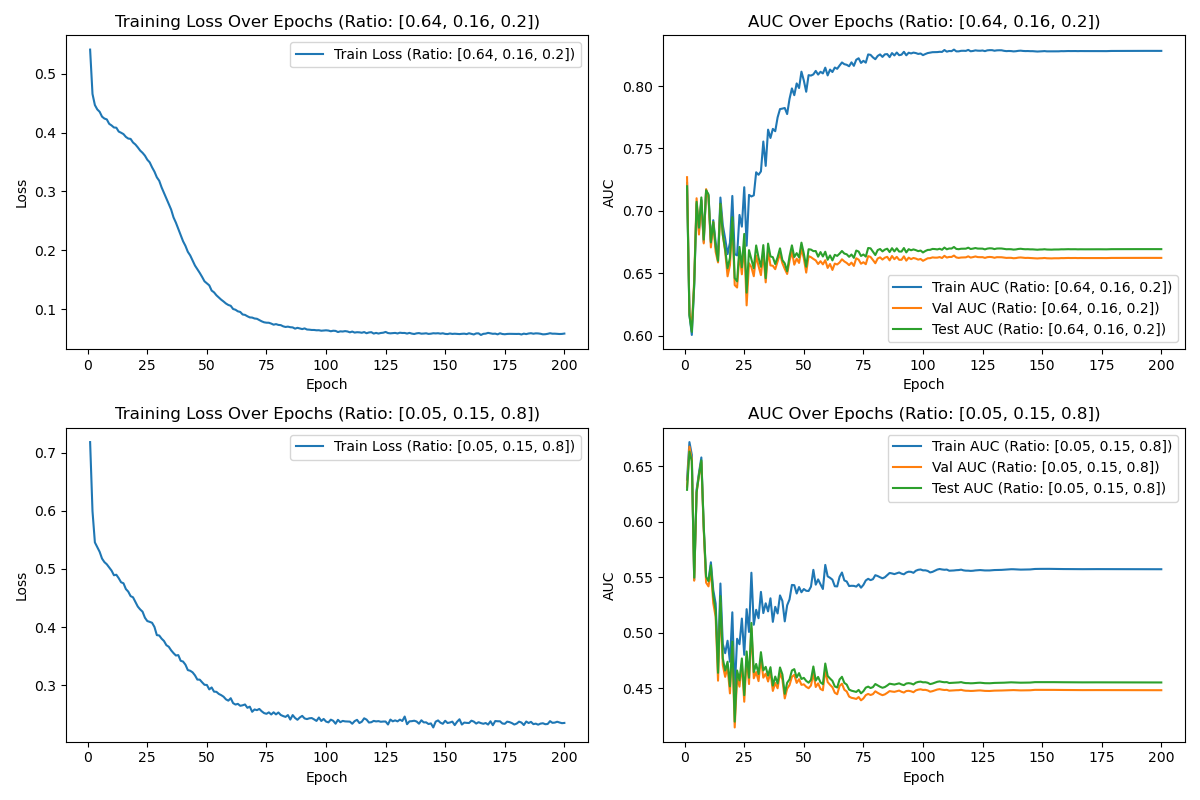 Training Loss Over Epochs (Ratio: [0.64, 0.16, 0.2])
Train Loss (Ratio: [0.64, 0.16, 0.2])
0.5
0.4
0.3
0.2
0.1
Loss
0 25 50 75 100 125 150 175 200
Epoch
AUC Over Epochs (Ratio: [0.64, 0.16, 0.2])
0.80
0.75
0.70
0.65
0.60
AUC
Train AUC (Ratio: [0.64, 0.16, 0.2])
Val AUC (Ratio: [0.64, 0.16, 0.2])
Test AUC (Ratio: [0.64, 0.16, 0.2])
0 25 50 75 100 125 150 175 200
Epoch
Training Loss Over Epochs (Ratio: [0.05, 0.15, 0.8])
Train Loss (Ratio: [0.05, 0.15, 0.8])
0.7
0.6
0.5
0.4
0.3
Loss
0 25 50 75 100 125 150 175 200
Epoch
AUC Over Epochs (Ratio: [0.05, 0.15, 0.8])
Train AUC (Ratio: [0.05, 0.15, 0.8])
Val AUC (Ratio: [0.05, 0.15, 0.8])
Test AUC (Ratio: [0.05, 0.15, 0.8])
0.65
0.60
0.55
0.50
0.45
AUC
0 25 50 75 100 125 150 175 200
Epoch